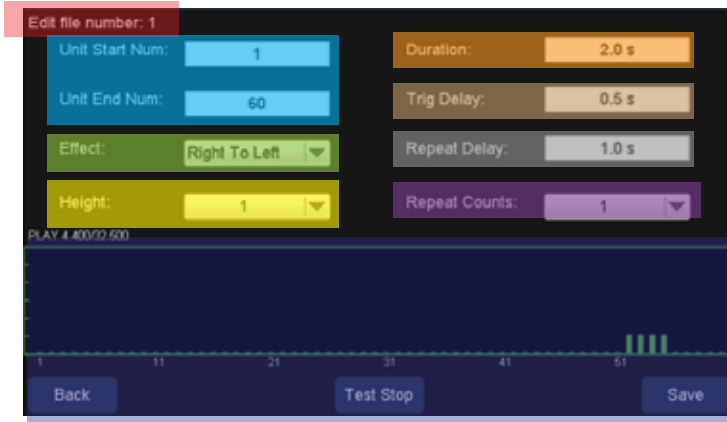 Edit file number: 1
Unit Start Num: 1 Duration: 2.0 s
Unit End Num: 60 Trig Delay: 0.5 s
Effect: Right To Left Repeat Delay: 1.0 s
Height: 1 Repeat Counts: 1
PLAY 4.400/32.500
1 11 21 31 41 51
Back Test Stop Save